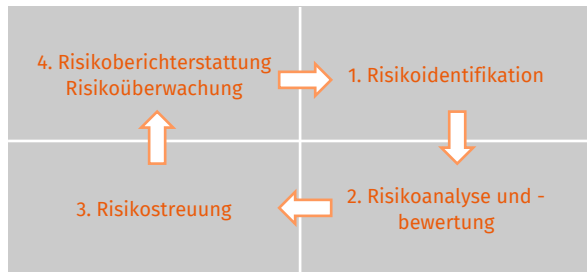 4. Risikoberichterstattung
Risikoüberwachung
1. Risikoidentifikation
3. Risikostreuung
2. Risikoanalyse und -
bewertung